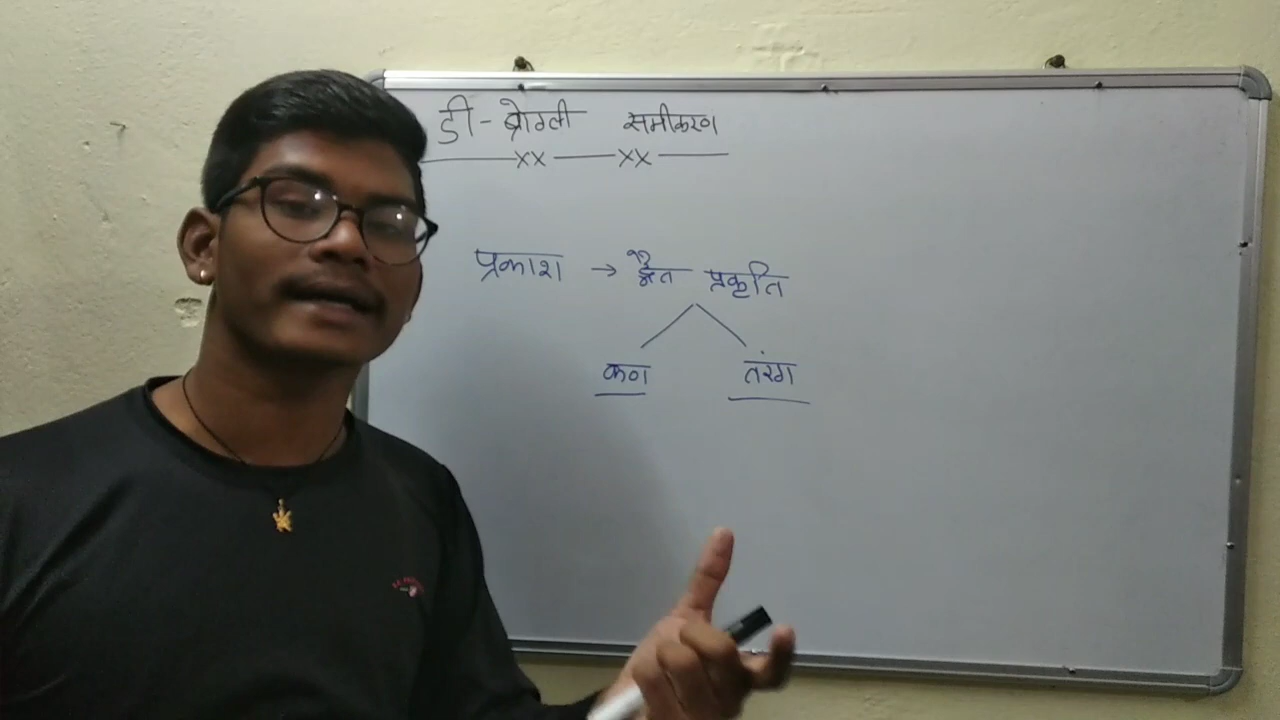 डी-ब्रोग्ली समीकरण
प्रकाश → द्वैत प्रकृति
कण तरंग